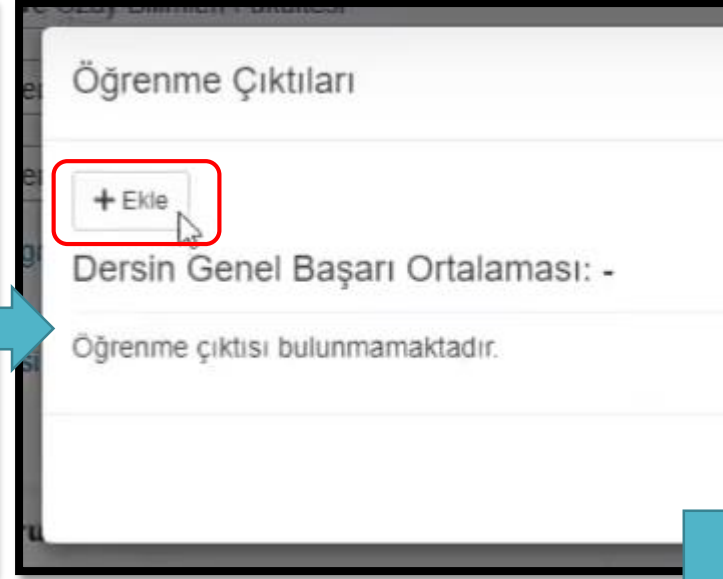 Öğrenme Çıktıları
+ Ekle
Dersin Genel Başarı Ortalaması: -
Öğrenme çıktısı bulunmamaktadır.